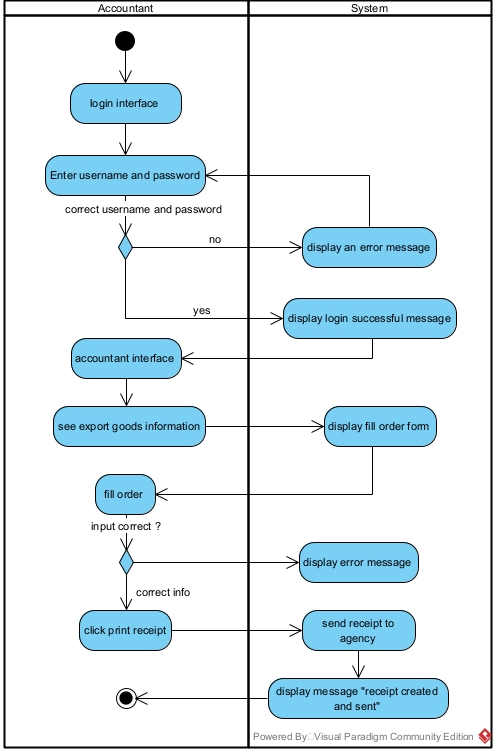 Accountant
System
login interface
Enter username and password
correct username and password
no
display an error message
yes
display login successful message
accountant interface
see export goods information
display fill order form
fill order
input correct ?
display error message
correct info
click print receipt
send receipt to
agency
display message "receipt created
and sent"
Powered By Visual Paradigm Community Edition